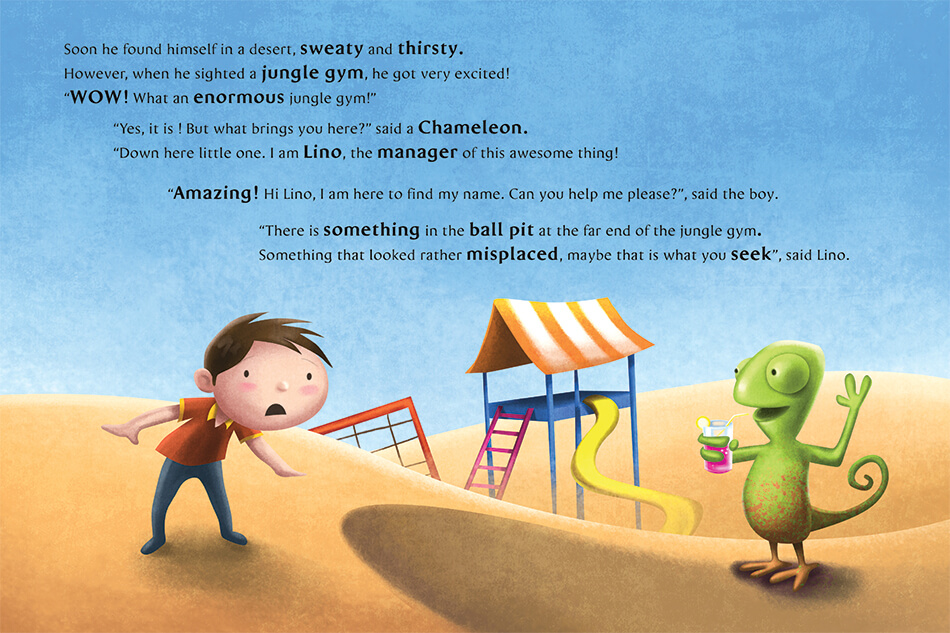 Soon he found himself in a desert, sweaty and thirsty.
However, when he sighted a jungle gym, he got very excited!
“WOW! What an enormous jungle gym!”
“Yes, it is ! But what brings you here?” said a Chameleon.
“Down here little one. I am Lino, the manager of this awesome thing!
“Amazing! Hi Lino, I am here to find my name. Can you help me please?”, said the boy.
“There is something in the ball pit at the far end of the jungle gym.
Something that looked rather misplaced, maybe that is what you seek”, said Lino.